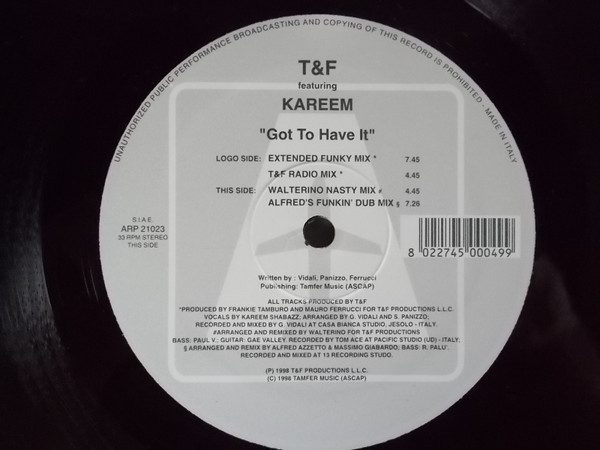 UNAUTHORIZED PUBLIC PERFORMANCE BROADCASTING AND COPYING OF THIS RECORD IS PROHIBITED - MADE IN ITALY
T&F
featuring
KAREEM
"Got To Have It"
LOGO SIDE: EXTENDED FUNKY MIX * 7.45
T&F RADIO MIX * 4.45
THIS SIDE: WALTERINO NASTY MIX # 4.45
ALFRED'S FUNKIN' DUB MIX § 7.26
S.I.A.E.
ARP 21023
33 RPM STEREO
THIS SIDE
8 022745 000499
Written by : Vidali, Panizzo, Ferrucci
Publishing: Tamfer Music (ASCAP)
ALL TRACKS PRODUCED BY T&F
*PRODUCED BY FRANKIE TAMBURO AND MAURO FERRUCCI FOR T&F PRODUCTIONS L.L.C.
VOCALS BY KAREEM SHABAZZ; ARRANGED BY G. VIDALI AND S. PANIZZO;
RECORDED AND MIXED BY G. VIDALI AT CASA BIANCA STUDIO, JESOLO - ITALY.
#ARRANGED AND REMIXED BY WALTERINO FOR T&F PRODUCTIONS
BASS: PAUL V.; GUITAR: GAE VALLEY. RECORDED BY TOM ACE AT PACIFIC STUDIO (UD) - ITALY.
§ ARRANGED AND REMIX BY ALFRED AZZETTO & MASSIMO GIABARDO; BASS: R. PALU'.
RECORDED AND MIXED AT 13 RECORDING STUDO.
(P) 1998 T&F PRODUCTIONS L.L.C.
(C) 1998 TAMFER MUSIC (ASCAP)